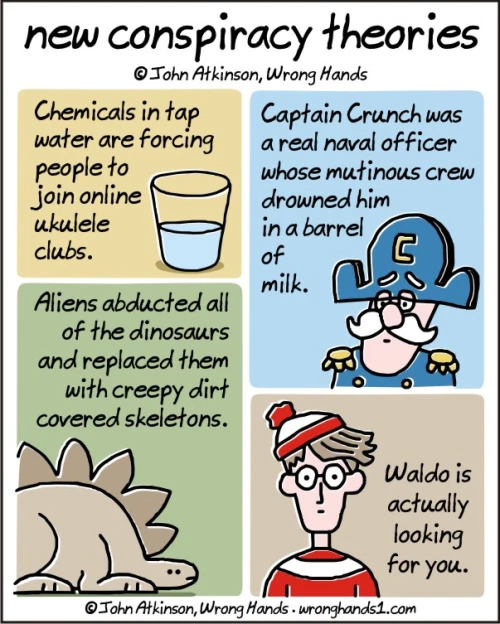 new conspiracy theories
© John Atkinson, Wrong Hands
Chemicals in tap
water are forcing
people to
join online
ukulele
clubs.
Captain Crunch was
a real naval officer
whose mutinous crew
drowned him
in a barrel
of
milk.
C
Aliens abducted all
of the dinosaurs
and replaced them
with creepy dirt
covered skeletons.
Waldo is
actually
looking
for you.
© John Atkinson, Wrong Hands • wronghands1.com